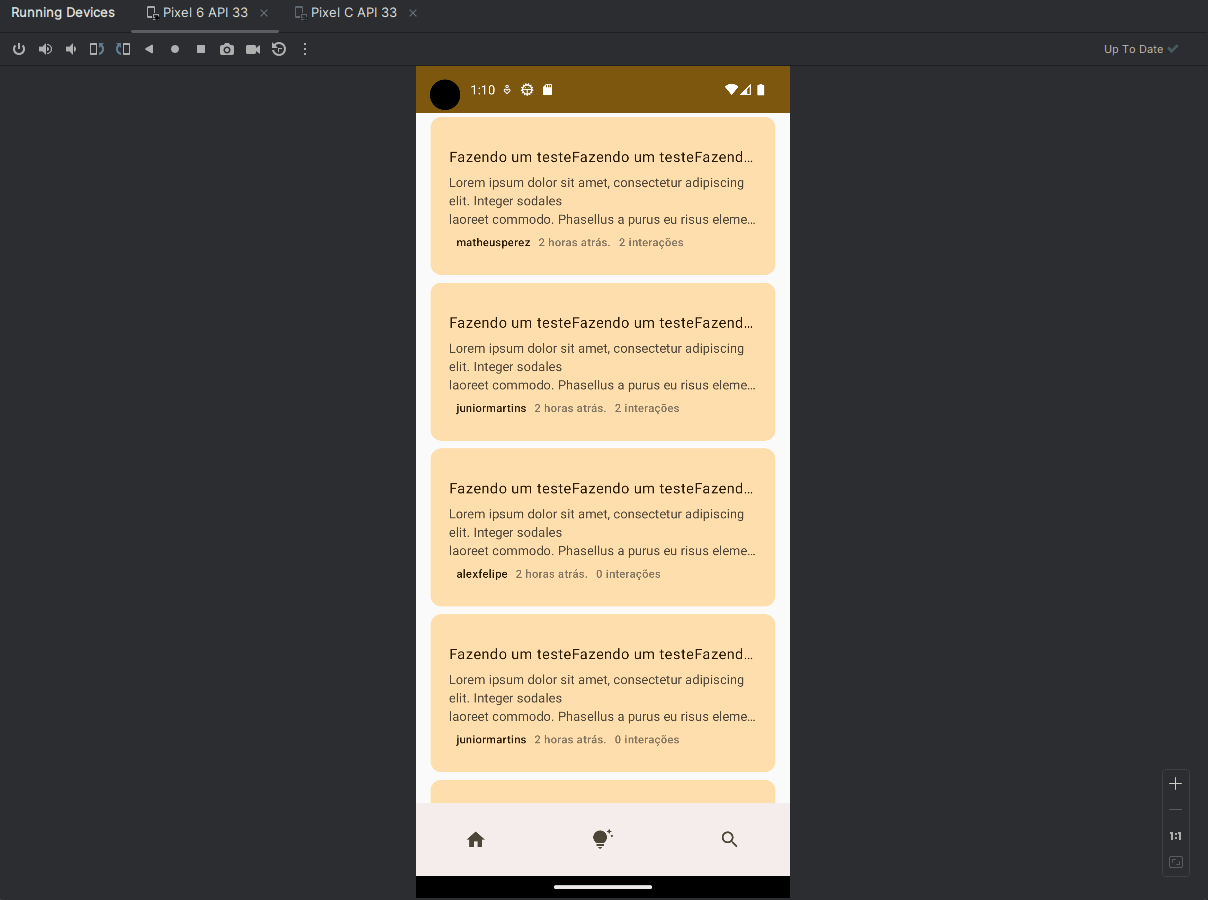 Running Devices
Pixel 6 API 33
Pixel C API 33
Up To Date
1:10
Fazendo um testeFazendo um testeFazend…
Lorem ipsum dolor sit amet, consectetur adipiscing
elit. Integer sodales
laoreet commodo. Phasellus a purus eu risus eleme…
matheusperez 2 horas atrás. 2 interações
Fazendo um testeFazendo um testeFazend…
Lorem ipsum dolor sit amet, consectetur adipiscing
elit. Integer sodales
laoreet commodo. Phasellus a purus eu risus eleme…
juniormartins 2 horas atrás. 2 interações
Fazendo um testeFazendo um testeFazend…
Lorem ipsum dolor sit amet, consectetur adipiscing
elit. Integer sodales
laoreet commodo. Phasellus a purus eu risus eleme…
alexfelipe 2 horas atrás. 0 interações
Fazendo um testeFazendo um testeFazend…
Lorem ipsum dolor sit amet, consectetur adipiscing
elit. Integer sodales
laoreet commodo. Phasellus a purus eu risus eleme…
juniormartins 2 horas atrás. 0 interações
1:1